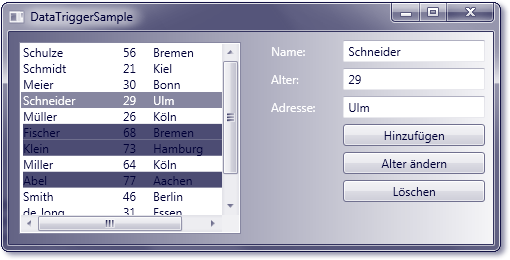 DataTriggerSample
Schulze 56 Bremen
Schmidt 21 Kiel
Meier 30 Bonn
Schneider 29 Ulm
Müller 26 Köln
Fischer 68 Bremen
Klein 73 Hamburg
Miller 64 Köln
Abel 77 Aachen
Smith 46 Berlin
de Jong 31 Essen
Name: Schneider
Alter: 29
Adresse: Ulm
Hinzufügen
Alter ändern
Löschen